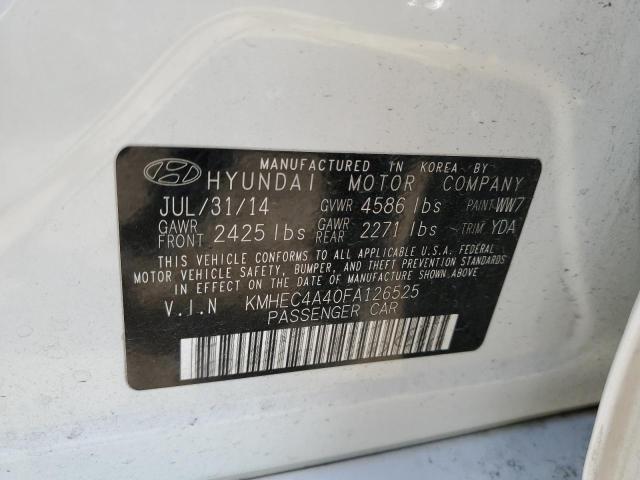 MANUFACTURED IN KOREA BY
HYUNDAI MOTOR COMPANY
JUL/31/14 GVWR 4586 lbs PAINT WW7
GAWR FRONT 2425 lbs GAWR REAR 2271 lbs TRIM YDA
THIS VEHICLE CONFORMS TO ALL APPLICABLE U.S.A. FEDERAL
MOTOR VEHICLE SAFETY, BUMPER, AND THEFT PREVENTION STANDARDS
IN EFFECT ON THE DATE OF MANUFACTURE SHOWN ABOVE.
V.I.N KMHEC4A40FA126525
PASSENGER CAR